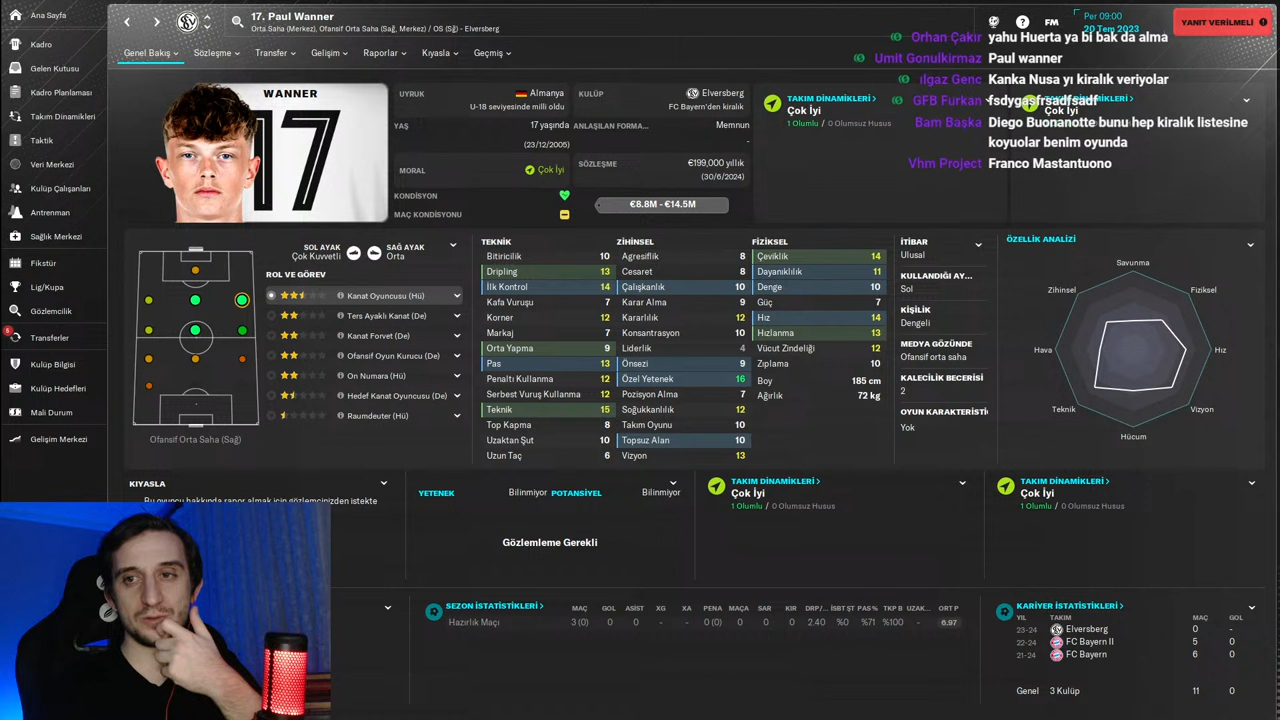 Ana Sayfa
Kadro
Gelen Kutusu
Kadro Planlaması
Takım Dinamikleri
Taktik
Veri Merkezi
Kulüp Çalışanları
Antrenman
Sağlık Merkezi
Fikstür
Lig/Kupa
Gözlemcilik
5
Transferler
Kulüp Bilgisi
Kulüp Hedefleri
Mali Durum
Gelişim Merkezi
17. Paul Wanner
Orta Saha (Merkez), Ofansif Orta Saha (Sağ, Merkez) / OS (Sğ) - Elversberg
FM
Per 09:00
20 Tem 2023
YANIT VERİLMELİ
Genel Bakış
Sözleşme
Transfer
Gelişim
Raporlar
Kıyasla
Geçmiş
Orhan Çakır yahu Huerta ya bi bak da alma
Umit Gonulkirmaz Paul wanner
ılgaz Genc Kanka Nusa yı kiralık veriyolar
GFB Furkan fsdygasfrsadfsadf
Bam Başka Diego Buonanotte bunu hep kiralık listesine
koyuolar benim oyunda
Vhm Project Franco Mastantuono
WANNER
17
UYRUK
Almanya
U-18 seviyesinde milli oldu
YAŞ
17 yaşında
(23/12/2005)
MORAL
Çok İyi
KONDİSYON
MAÇ KONDİSYONU
KULÜP
Elversberg
FC Bayern'den kiralık
ANLAŞILAN FORMA...
Memnun
-
SÖZLEŞME
€199,000 yıllık
(30/6/2024)
€8.8M - €14.5M
TAKIM DİNAMİKLERİ
Çok İyi
1 Olumlu / 0 Olumsuz Husus
Çok İyi
1 Olumlu / 0 Olumsuz Husus
SOL AYAK
Çok Kuvvetli
SAĞ AYAK
Orta
ROL VE GÖREV
Kanat Oyuncusu (Hü)
Ters Ayaklı Kanat (De)
Kanat Forvet (De)
Ofansif Oyun Kurucu (De)
On Numara (Hü)
Hedef Kanat Oyuncusu (De)
Raumdeuter (Hü)
Ofansif Orta Saha (Sağ)
TEKNİK
Bitiricilik 10
Dripling 13
İlk Kontrol 14
Kafa Vuruşu 7
Korner 12
Markaj 7
Orta Yapma 9
Pas 13
Penaltı Kullanma 12
Serbest Vuruş Kullanma 12
Teknik 15
Top Kapma 8
Uzaktan Şut 10
Uzun Taç 6
ZİHİNSEL
Agresiflik 8
Cesaret 8
Çalışkanlık 10
Karar Alma 9
Kararlılık 12
Konsantrasyon 10
Liderlik 4
Önsezi 9
Özel Yetenek 16
Pozisyon Alma 7
Soğukkanlılık 12
Takım Oyunu 10
Topsuz Alan 10
Vizyon 13
FİZİKSEL
Çeviklik 14
Dayanıklılık 11
Denge 10
Güç 7
Hız 14
Hızlanma 13
Vücut Zindeliği 12
Zıplama 10
Boy 185 cm
Ağırlık 72 kg
İTİBAR
Ulusal
KULLANDIĞI AY...
Sol
KİŞİLİK
Dengeli
MEDYA GÖZÜNDE
Ofansif orta saha
KALECİLİK BECERİSİ
2
OYUN KARAKTERİSTİ
Yok
ÖZELLİK ANALİZİ
Savunma
Fiziksel
Hız
Vizyon
Hücum
Teknik
Hava
Zihinsel
KIYASLA
Bu oyuncu hakkında rapor almak için gözlemcinizden istekte
YETENEK
Bilinmiyor
POTANSİYEL
Bilinmiyor
Gözlemleme Gerekli
TAKIM DİNAMİKLERİ
Çok İyi
1 Olumlu / 0 Olumsuz Husus
TAKIM DİNAMİKLERİ
Çok İyi
1 Olumlu / 0 Olumsuz Husus
SEZON İSTATİSTİKLERİ
MAÇ GOL ASİST XG XA PENA MAÇA SAR KIR DRP/... İSBT ŞT PAS % TKP B UZAK... ORT P
Hazırlık Maçı 3 (0) 0 0 - - 0 (0) 0 0 0 2.40 %0 %71 %100 - 6.97
KARİYER İSTATİSTİKLERİ
YIL TAKIM MAÇ GOL
23-24 Elversberg 0 -
22-24 FC Bayern II 5 0
21-24 FC Bayern 6 0
Genel 3 Kulüp 11 0